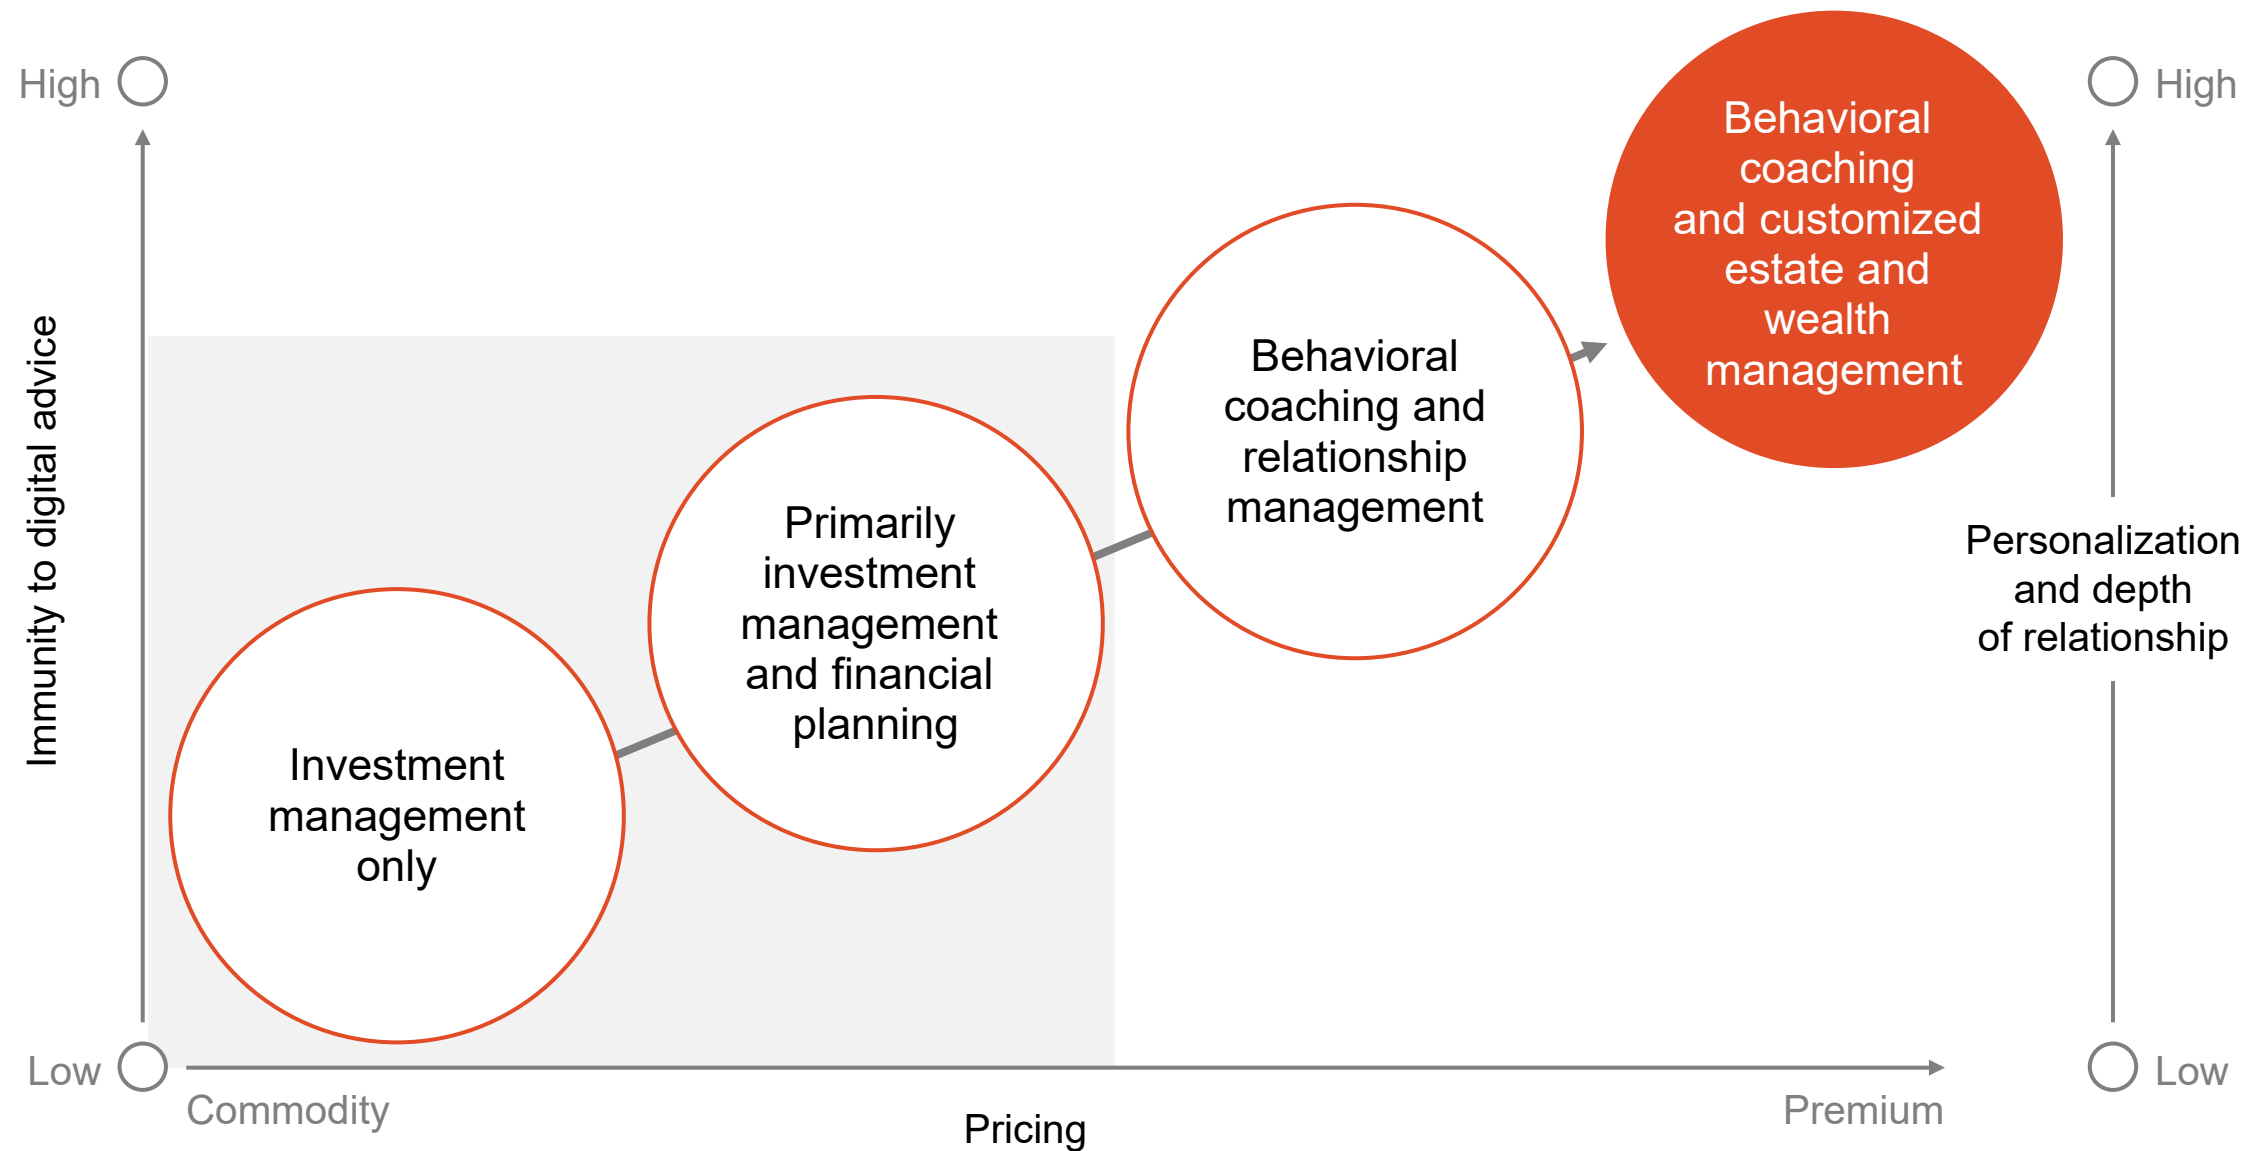 High
High
Behavioral
coaching
and customized
estate and
wealth
management
Immunity to digital advice
Behavioral
coaching and
relationship
management
Primarily
investment
management
and financial
planning
Personalization
and depth
of relationship
Investment
management
only
Low
Low
Commodity
Pricing
Premium